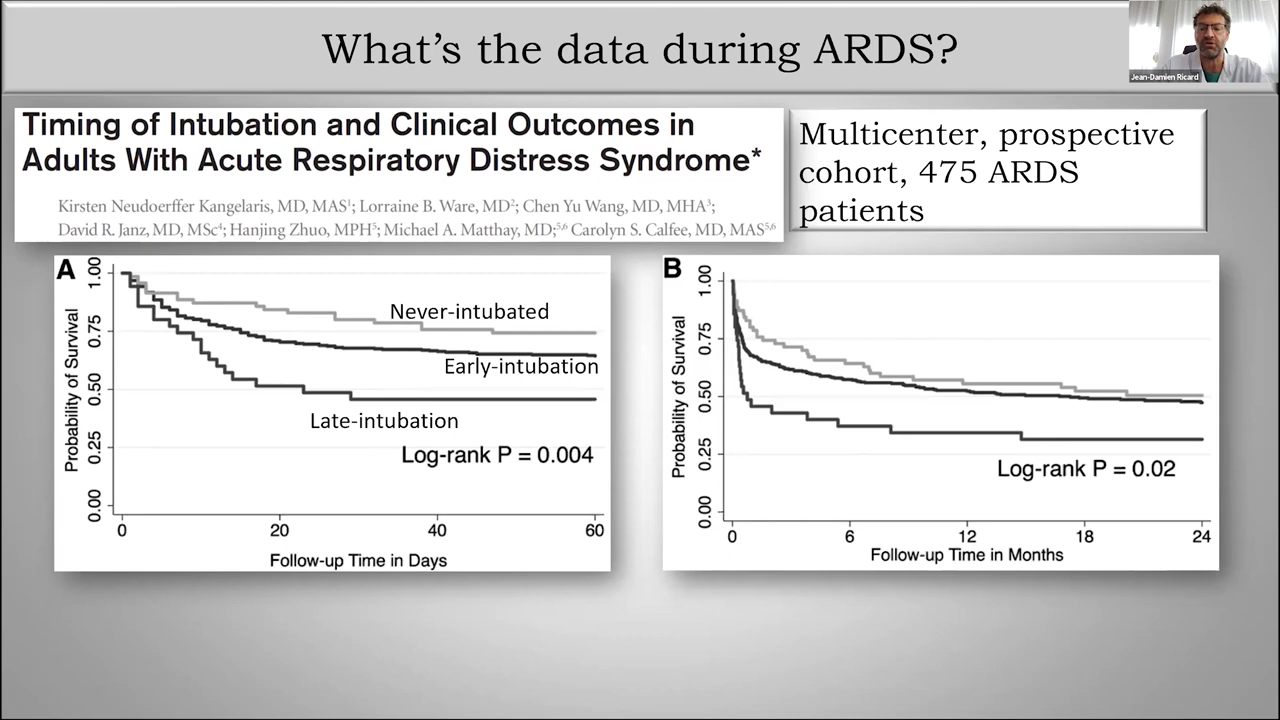 What's the data during ARDS?
Jean-Damien Ricard
Timing of Intubation and Clinical Outcomes in
Adults With Acute Respiratory Distress Syndrome*
Kirsten Neudoerffer Kangelaris, MD, MAS¹; Lorraine B. Ware, MD²; Chen Yu Wang, MD, MHA³;
David R. Janz, MD, MSc⁴; Hanjing Zhuo, MPH⁵; Michael A. Matthay, MD;⁵,⁶ Carolyn S. Calfee, MD, MAS⁵,⁶
Multicenter, prospective
cohort, 475 ARDS
patients
A
Probability of Survival
1.00
0.75
0.50
0.25
0.00
Never-intubated
Early-intubation
Late-intubation
Log-rank P = 0.004
0 20 40 60
Follow-up Time in Days
B
Probability of Survival
1.00
0.75
0.50
0.25
0.00
Log-rank P = 0.02
0 6 12 18 24
Follow-up Time in Months